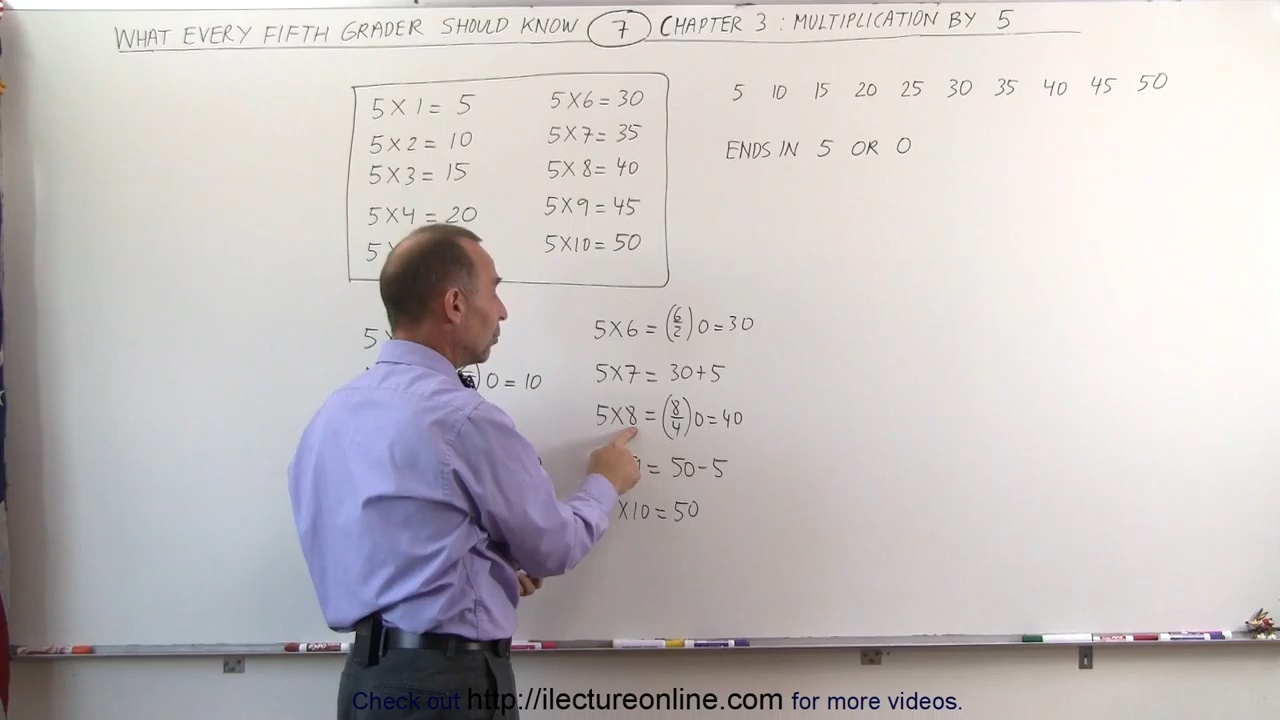 WHAT EVERY FIFTH GRADER SHOULD KNOW 7 CHAPTER 3 : MULTIPLICATION BY 5
5 X 1 = 5
5 X 2 = 10
5 X 3 = 15
5 X 4 = 20
5
5 X 6 = 30
5 X 7 = 35
5 X 8 = 40
5 X 9 = 45
5 X 10 = 50
5 10 15 20 25 30 35 40 45 50
ENDS IN 5 OR 0
5
) 0 = 10
5 X 6 = (6/2) 0 = 30
5 X 7 = 30 + 5
5 X 8 = (8/4) 0 = 40
= 50 - 5
X 10 = 50
Check out http://ilectureonline.com for more videos.